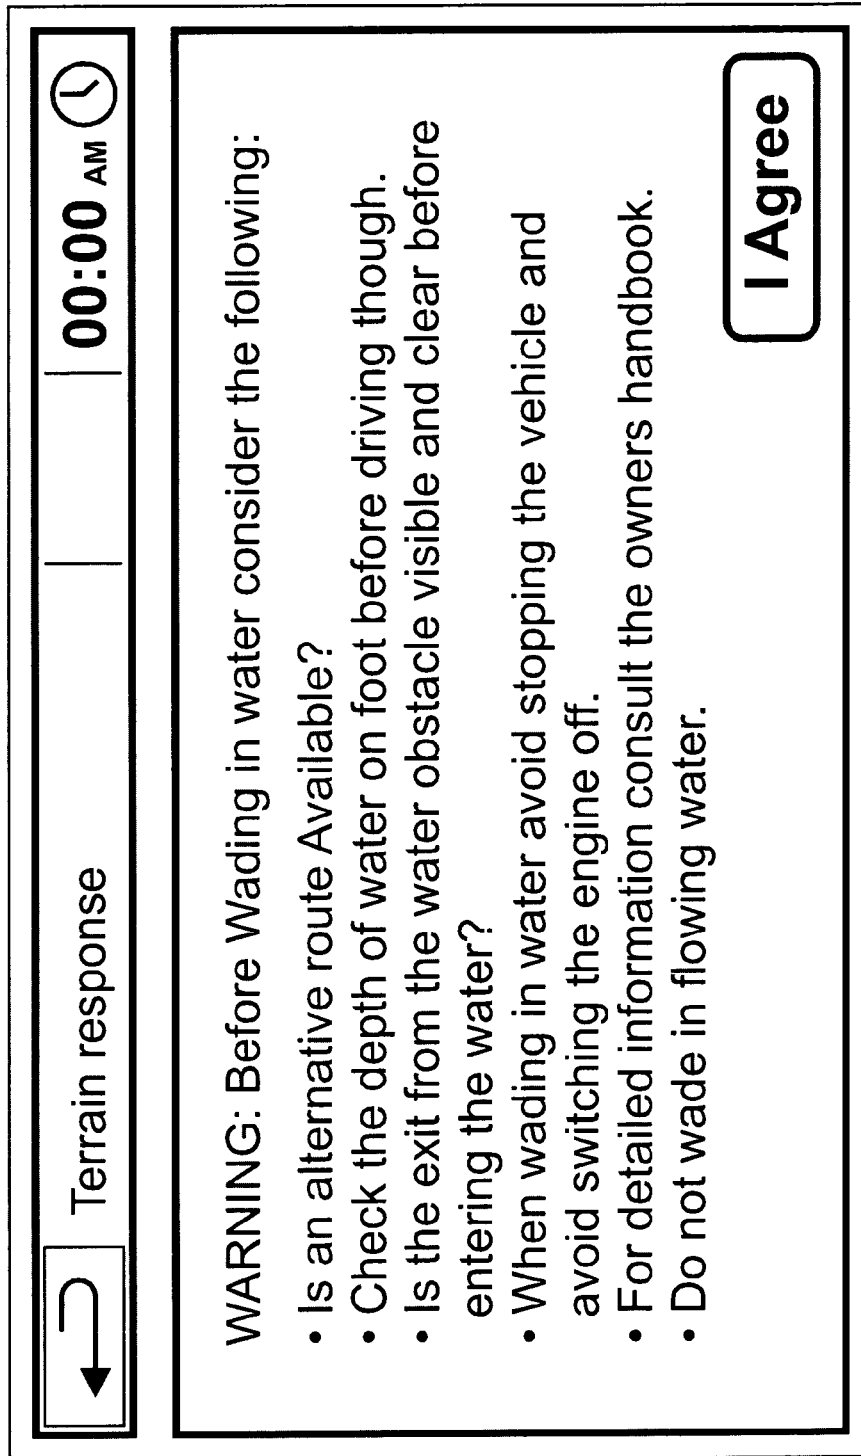 Terrain response
00:00 AM
WARNING: Before Wading in water consider the following:
• Is an alternative route Available?
• Check the depth of water on foot before driving though.
• Is the exit from the water obstacle visible and clear before
entering the water?
• When wading in water avoid stopping the vehicle and
avoid switching the engine off.
• For detailed information consult the owners handbook.
• Do not wade in flowing water.
I Agree